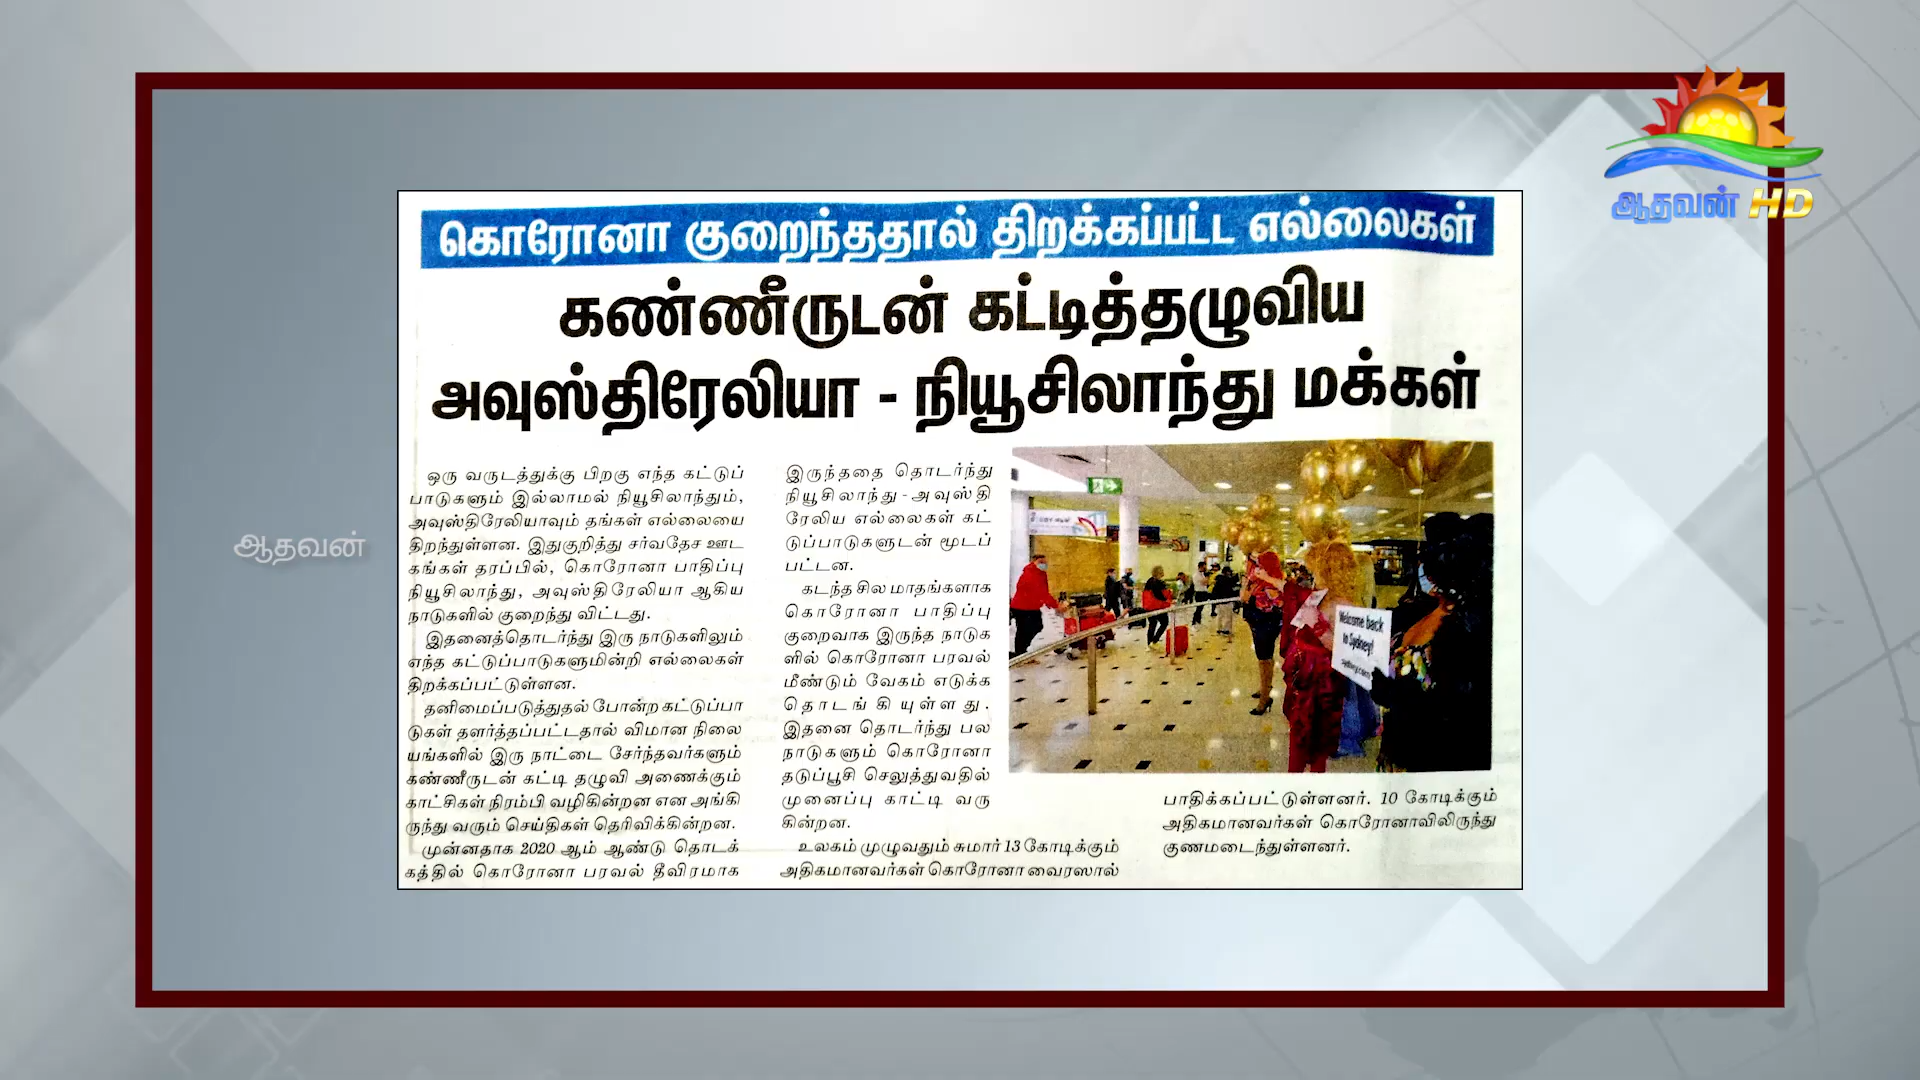 ஆதவன் HD
கொரோனா குறைந்ததால் திறக்கப்பட்ட எல்லைகள்
கண்ணீருடன் கட்டித்தழுவிய
அவுஸ்திரேலியா - நியூசிலாந்து மக்கள்
ஆதவன்
ஒரு வருடத்துக்கு பிறகு எந்த கட்டுப்
பாடுகளும் இல்லாமல் நியூசிலாந்தும்,
அவுஸ்திரேலியாவும் தங்கள் எல்லையை
திறந்துள்ளன. இதுகுறித்து சர்வதேச ஊட
கங்கள் தரப்பில், கொரோனா பாதிப்பு
நியூசிலாந்து, அவுஸ்திரேலியா ஆகிய
நாடுகளில் குறைந்து விட்டது.
இதனைத்தொடர்ந்து இரு நாடுகளிலும்
எந்த கட்டுப்பாடுகளுமின்றி எல்லைகள்
திறக்கப்பட்டுள்ளன.
தனிமைப்படுத்துதல் போன்ற கட்டுப்பா
டுகள் தளர்த்தப்பட்டதால் விமான நிலை
யங்களில் இரு நாட்டை சேர்ந்தவர்களும்
கண்ணீருடன் கட்டி தழுவி அணைக்கும்
காட்சிகள் நிரம்பி வழிகின்றன என அங்கி
ருந்து வரும் செய்திகள் தெரிவிக்கின்றன.
முன்னதாக 2020 ஆம் ஆண்டு தொடக்
கத்தில் கொரோனா பரவல் தீவிரமாக
இருந்ததை தொடர்ந்து
நியூசிலாந்து - அவுஸ்தி
ரேலிய எல்லைகள் கட்
டுப்பாடுகளுடன் மூடப்
பட்டன.
கடந்த சில மாதங்களாக
கொரோனா பாதிப்பு
குறைவாக இருந்த நாடுக
ளில் கொரோனா பரவல்
மீண்டும் வேகம் எடுக்க
தொடங்கியுள்ளது.
இதனை தொடர்ந்து பல
நாடுகளும் கொரோனா
தடுப்பூசி செலுத்துவதில்
முனைப்பு காட்டி வரு
கின்றன.
உலகம் முழுவதும் சுமார் 13 கோடிக்கும்
அதிகமானவர்கள் கொரோனா வைரஸால்
Welcome back
to Sydney!
பாதிக்கப்பட்டுள்ளனர். 10 கோடிக்கும்
அதிகமானவர்கள் கொரோனாவிலிருந்து
குணமடைந்துள்ளனர்.